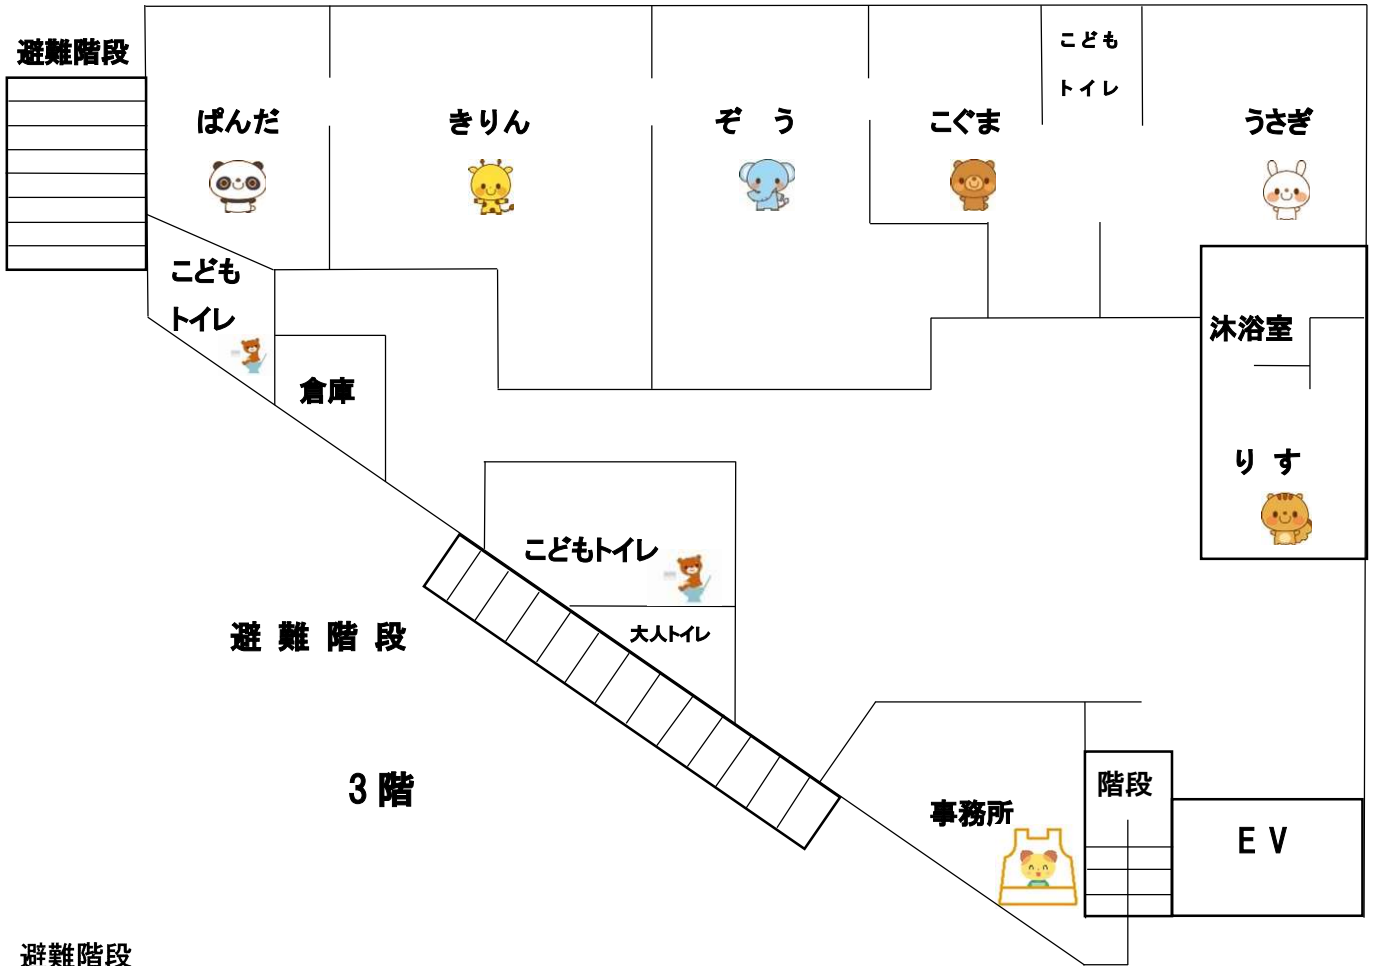 避難階段
こども
トイレ
ぱんだ
きりん
ぞう
こぐま
うさぎ
こども
トイレ
沐浴室
倉庫
りす
こどもトイレ
大人トイレ
避難階段
3階
階段
事務所
EV
避難階段